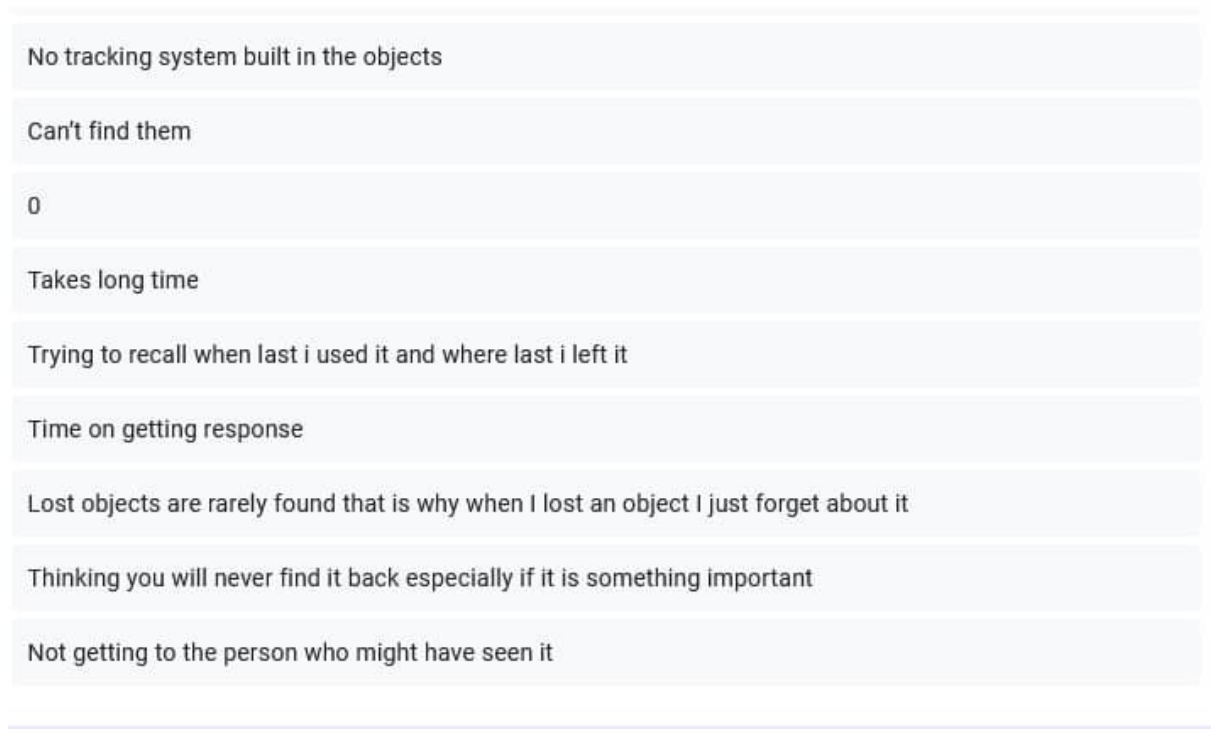 No tracking system built in the objects
Can't find them
0
Takes long time
Trying to recall when last i used it and where last i left it
Time on getting response
Lost objects are rarely found that is why when I lost an object I just forget about it
Thinking you will never find it back especially if it is something important
Not getting to the person who might have seen it